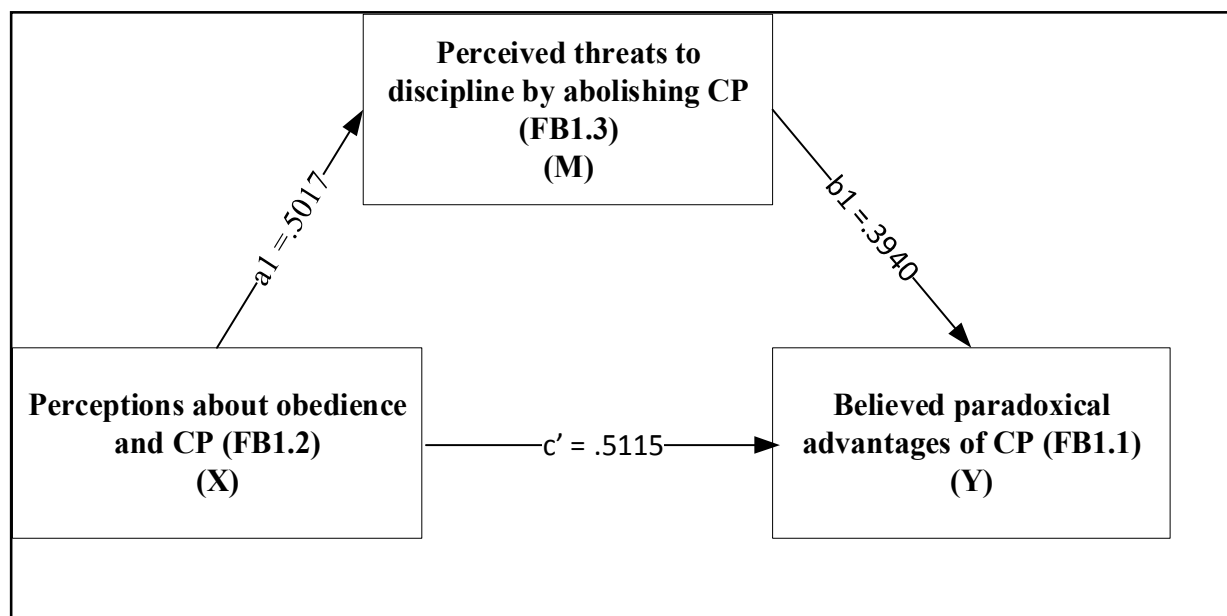 Perceived threats to
discipline by abolishing CP
(FB1.3)
(M)
a1 =.5017
b1 =.3940
Perceptions about obedience
and CP (FB1.2)
(X)
c’ = .5115
Believed paradoxical
advantages of CP (FB1.1)
(Y)